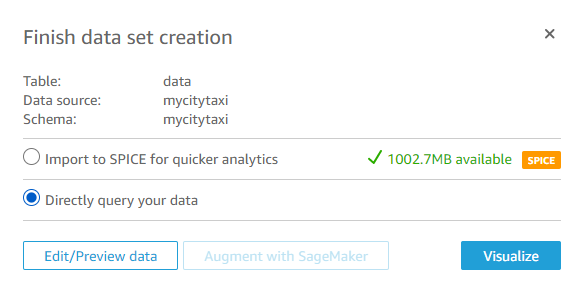 Finish data set creation
Table: data
Data source: mycitytaxi
Schema: mycitytaxi
Import to SPICE for quicker analytics 1002.7MB available SPICE
Directly query your data
Edit/Preview data Augment with SageMaker Visualize